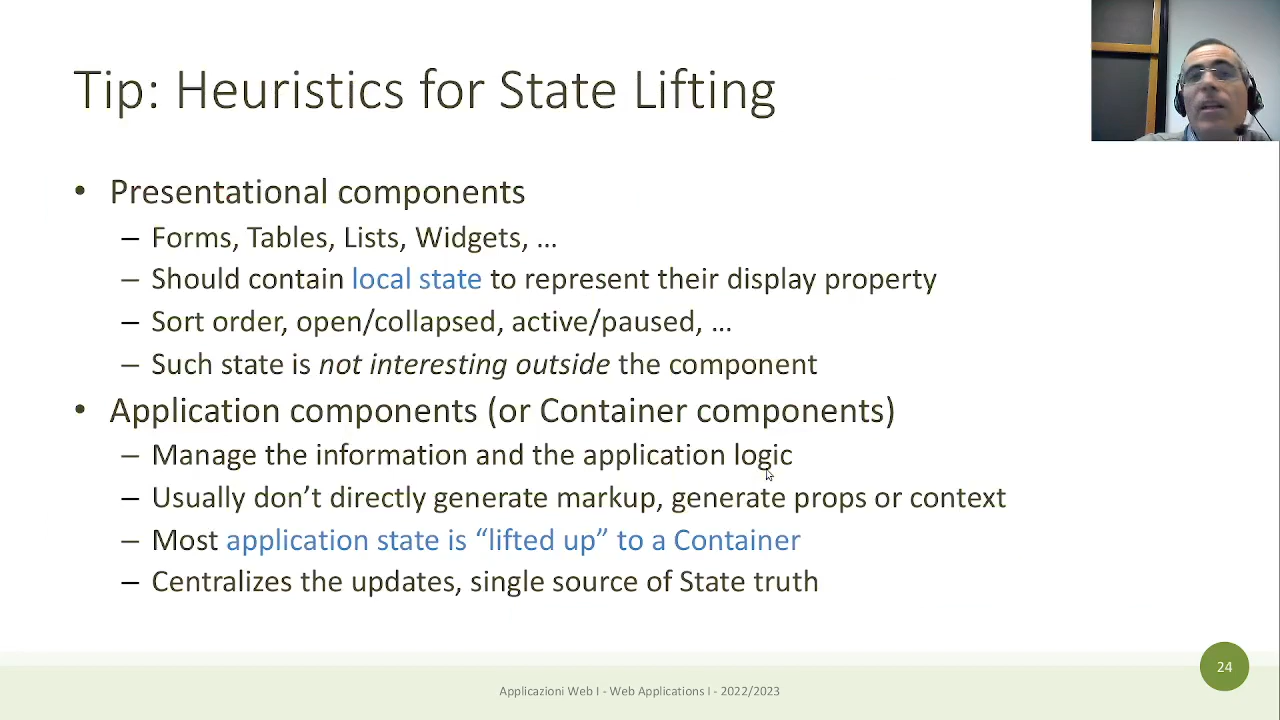 Tip: Heuristics for State Lifting
• Presentational components
– Forms, Tables, Lists, Widgets, …
– Should contain local state to represent their display property
– Sort order, open/collapsed, active/paused, …
– Such state is not interesting outside the component
• Application components (or Container components)
– Manage the information and the application logic
– Usually don’t directly generate markup, generate props or context
– Most application state is “lifted up” to a Container
– Centralizes the updates, single source of State truth
24
Applicazioni Web I - Web Applications I - 2022/2023